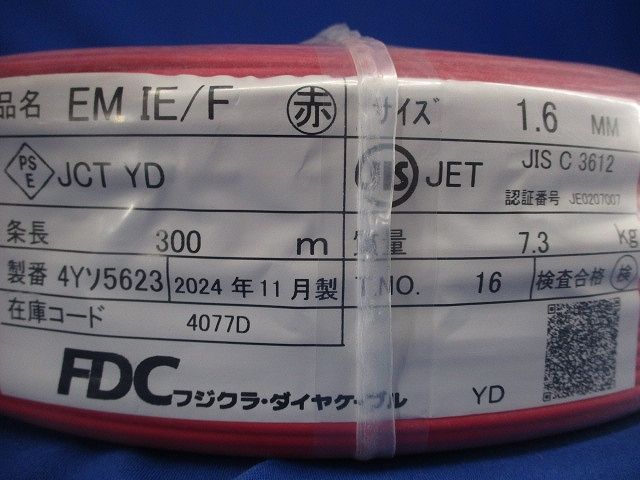 品名 EM IE/F 赤 サイズ 1.6 MM
PS E JCT YD JIS JET JIS C 3612
認証番号 JE0207007
条長 300 m 質量 7.3 kg
製番 4Yソ5623 2024 年 11 月製 T.NO. 16 検査合格 検
在庫コード 4077D
FDC フジクラ・ダイヤケーブル YD